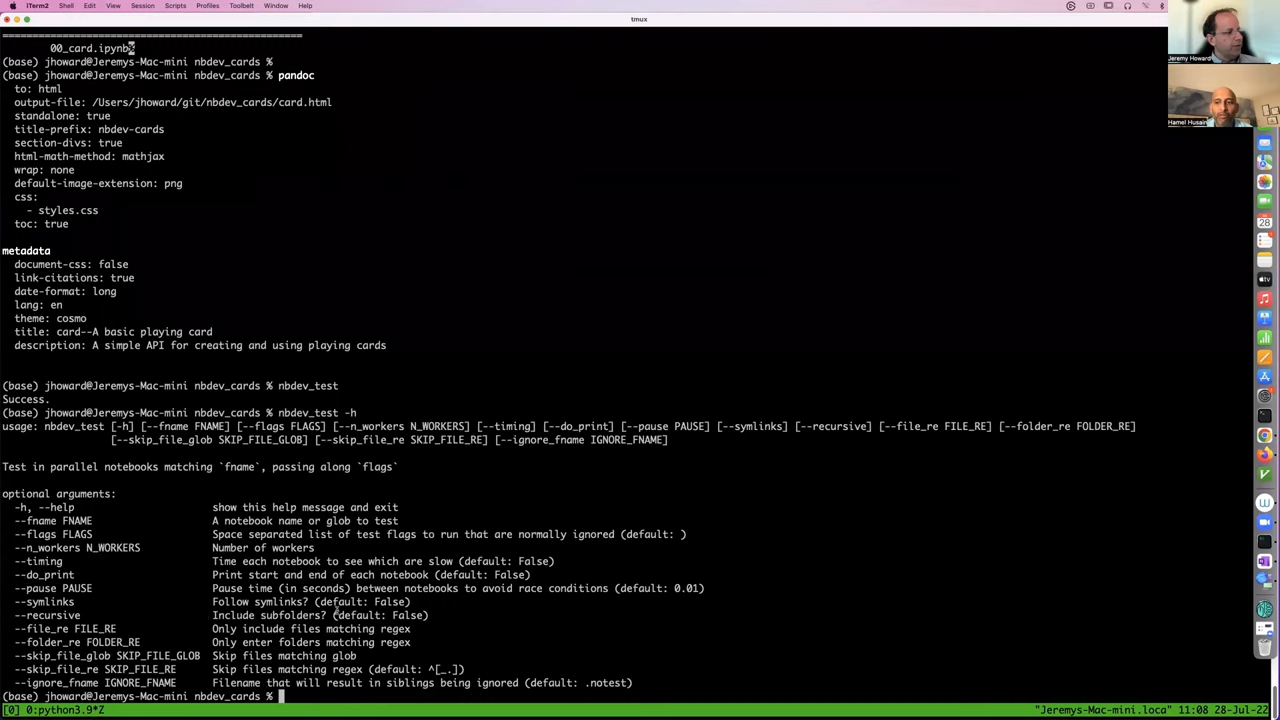 iTerm2 Shell Edit View Session Scripts Profiles Toolbelt Window Help
tmux
==================================================
00_card.ipynb
(base) jhoward@Jeremys-Mac-mini nbdev_cards %
(base) jhoward@Jeremys-Mac-mini nbdev_cards % pandoc
to: html
output-file: /Users/jhoward/git/nbdev_cards/card.html
standalone: true
title-prefix: nbdev-cards
section-divs: true
html-math-method: mathjax
wrap: none
default-image-extension: png
css:
- styles.css
toc: true
metadata
document-css: false
link-citations: true
date-format: long
lang: en
theme: cosmo
title: card--A basic playing card
description: A simple API for creating and using playing cards
(base) jhoward@Jeremys-Mac-mini nbdev_cards % nbdev_test
Success.
(base) jhoward@Jeremys-Mac-mini nbdev_cards % nbdev_test -h
usage: nbdev_test [-h] [--fname FNAME] [--flags FLAGS] [--n_workers N_WORKERS] [--timing] [--do_print] [--pause PAUSE] [--symlinks] [--recursive] [--file_re FILE_RE] [--folder_re FOLDER_RE]
[--skip_file_glob SKIP_FILE_GLOB] [--skip_file_re SKIP_FILE_RE] [--ignore_fname IGNORE_FNAME]
Test in parallel notebooks matching `fname`, passing along `flags`
optional arguments:
-h, --help show this help message and exit
--fname FNAME A notebook name or glob to test
--flags FLAGS Space separated list of test flags to run that are normally ignored (default: )
--n_workers N_WORKERS Number of workers
--timing Time each notebook to see which are slow (default: False)
--do_print Print start and end of each notebook (default: False)
--pause PAUSE Pause time (in seconds) between notebooks to avoid race conditions (default: 0.01)
--symlinks Follow symlinks? (default: False)
--recursive Include subfolders? (default: False)
--file_re FILE_RE Only include files matching regex
--folder_re FOLDER_RE Only enter folders matching regex
--skip_file_glob SKIP_FILE_GLOB Skip files matching glob
--skip_file_re SKIP_FILE_RE Skip files matching regex (default: ^[_.])
--ignore_fname IGNORE_FNAME Filename that will result in siblings being ignored (default: .notest)
(base) jhoward@Jeremys-Mac-mini nbdev_cards %
[0] 0:python3.9*Z "Jeremys-Mac-mini.loca" 11:08 28-Jul-22
Jeremy Howard
Hamel Husain
28
tv